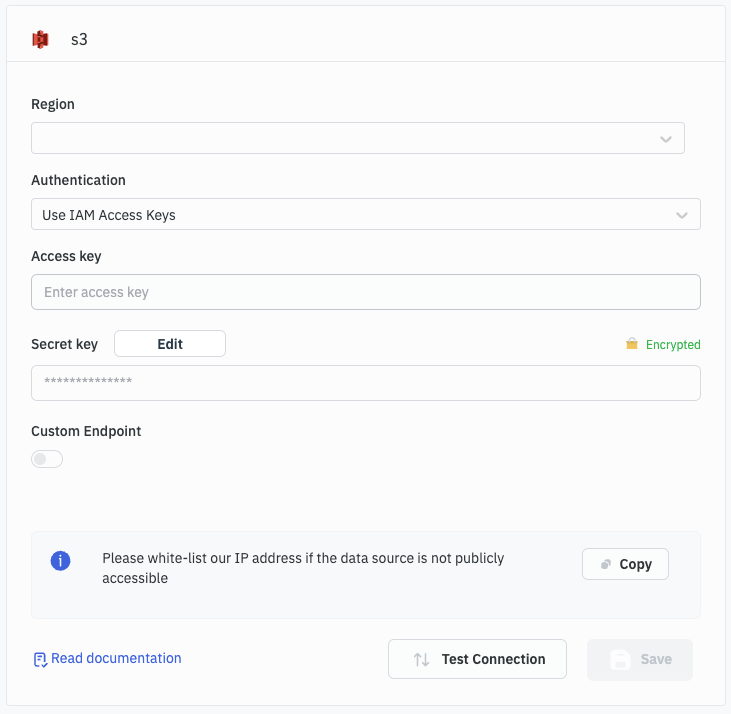 s3
Region
Authentication
Use IAM Access Keys
Access key
Enter access key
Secret key
Edit
Encrypted
**************
Custom Endpoint
Please white-list our IP address if the data source is not publicly
accessible
Copy
Read documentation
Test Connection
Save